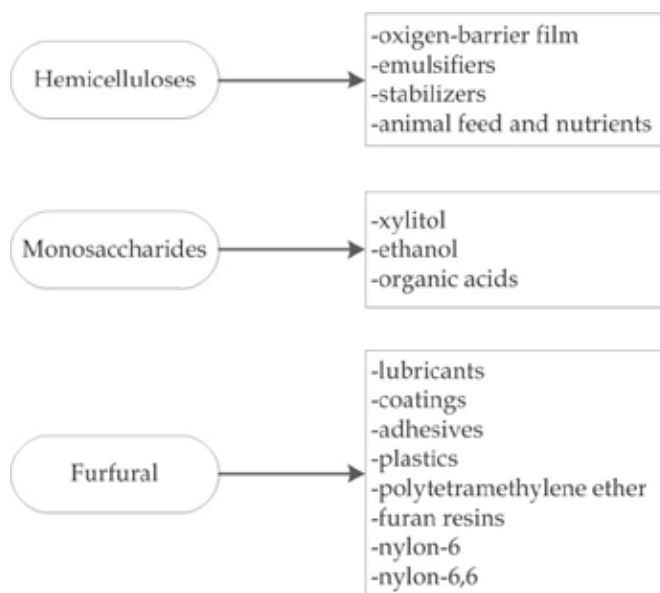 Hemicelluloses
-oxigen-barrier film
-emulsifiers
-stabilizers
-animal feed and nutrients
Monosaccharides
-xylitol
-ethanol
-organic acids
Furfural
-lubricants
-coatings
-adhesives
-plastics
-polytetramethylene ether
-furan resins
-nylon-6
-nylon-6,6